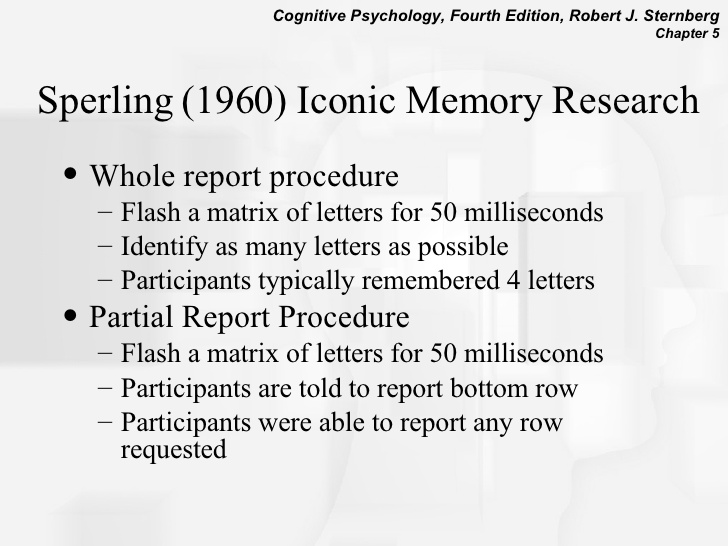 Cognitive Psychology, Fourth Edition, Robert J. Sternberg
Chapter 5
Sperling (1960) Iconic Memory Research
• Whole report procedure
– Flash a matrix of letters for 50 milliseconds
– Identify as many letters as possible
– Participants typically remembered 4 letters
• Partial Report Procedure
– Flash a matrix of letters for 50 milliseconds
– Participants are told to report bottom row
– Participants were able to report any row
requested